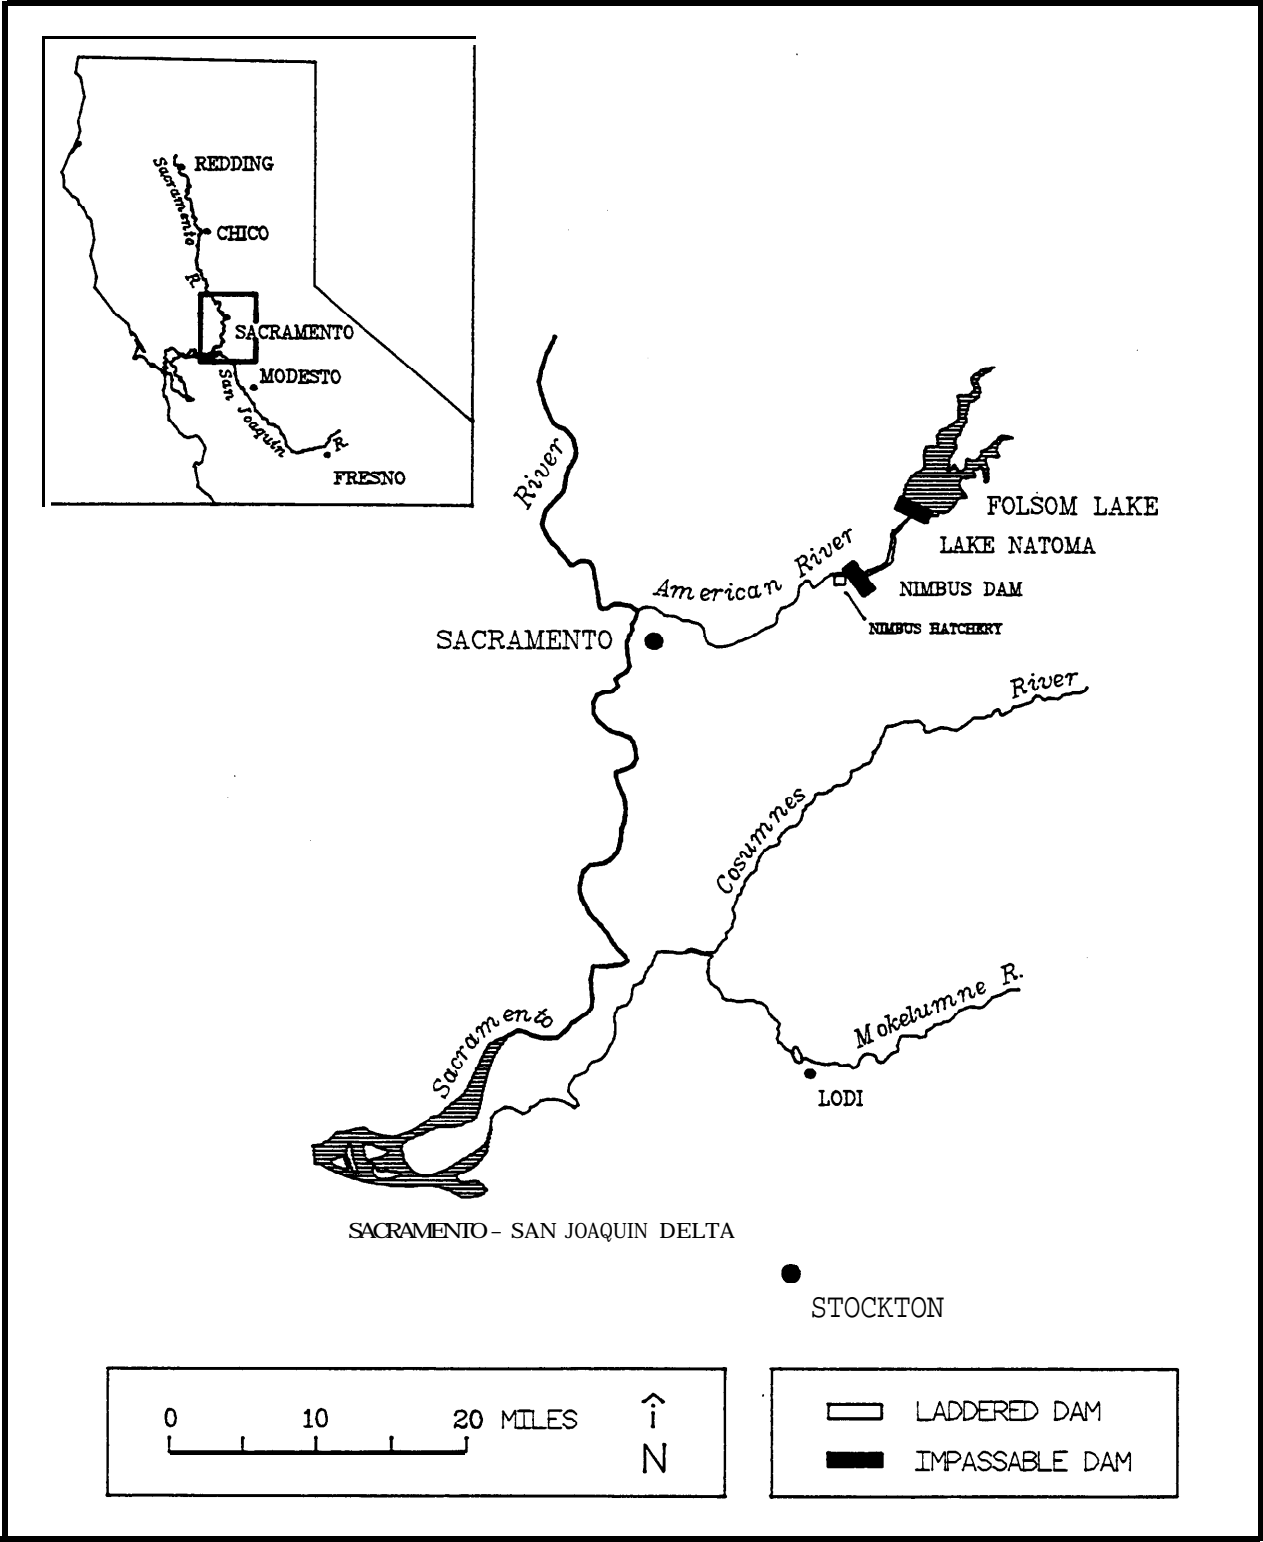 REDDING
Sacramento R
CHICO
SACRAMENTO
MODESTO
San Joaquin R
FRESNO
River
FOLSOM LAKE
LAKE NATOMA
American River
NIMBUS DAM
NIMBUS HATCHERY
SACRAMENTO
River
Cosumnes
Mokelumne R.
Sacramento
LODI
SACRAMENTO – SAN JOAQUIN DELTA
STOCKTON
0 10 20 MILES
N
LADDERED DAM
IMPASSABLE DAM